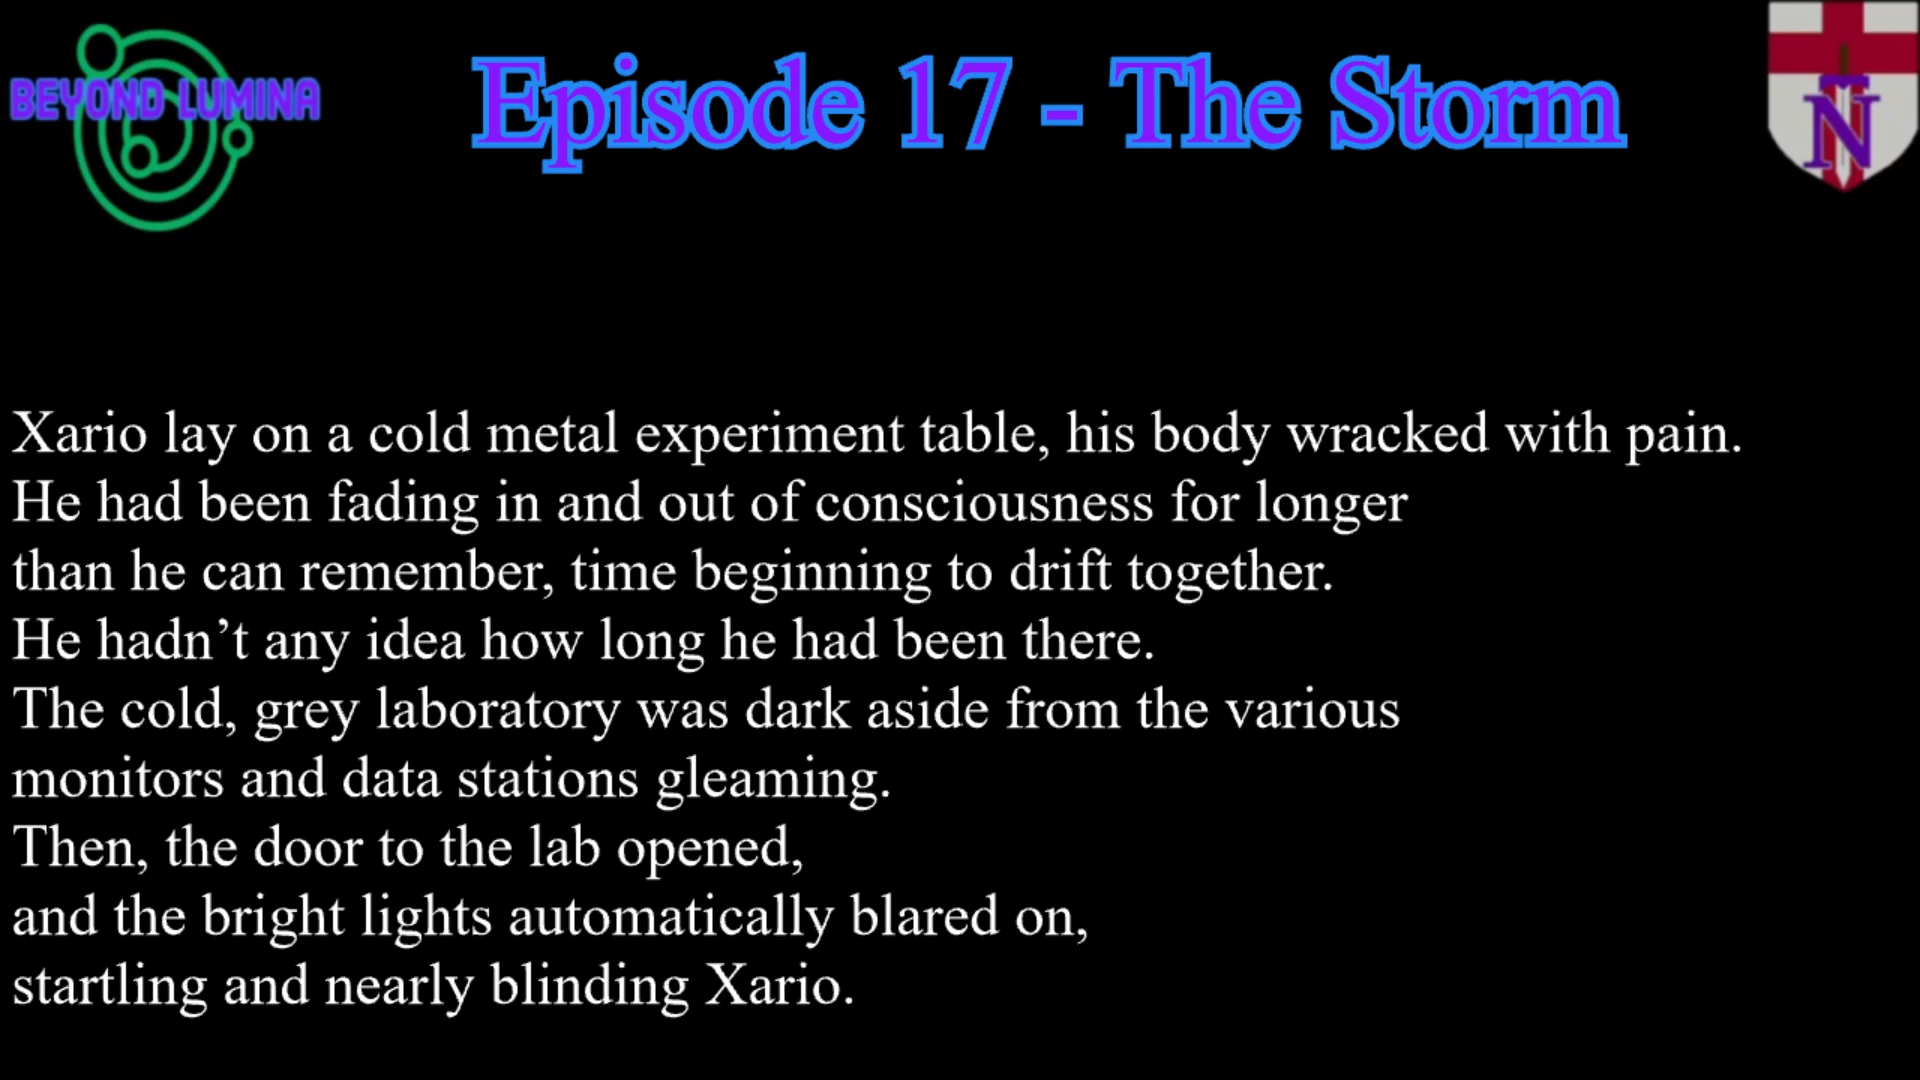 BEYOND LUMINA
Episode 17 - The Storm
Ñ
Xario lay on a cold metal experiment table, his body wracked with pain.
He had been fading in and out of consciousness for longer
than he can remember, time beginning to drift together.
He hadn’t any idea how long he had been there.
The cold, grey laboratory was dark aside from the various
monitors and data stations gleaming.
Then, the door to the lab opened,
and the bright lights automatically blared on,
startling and nearly blinding Xario.